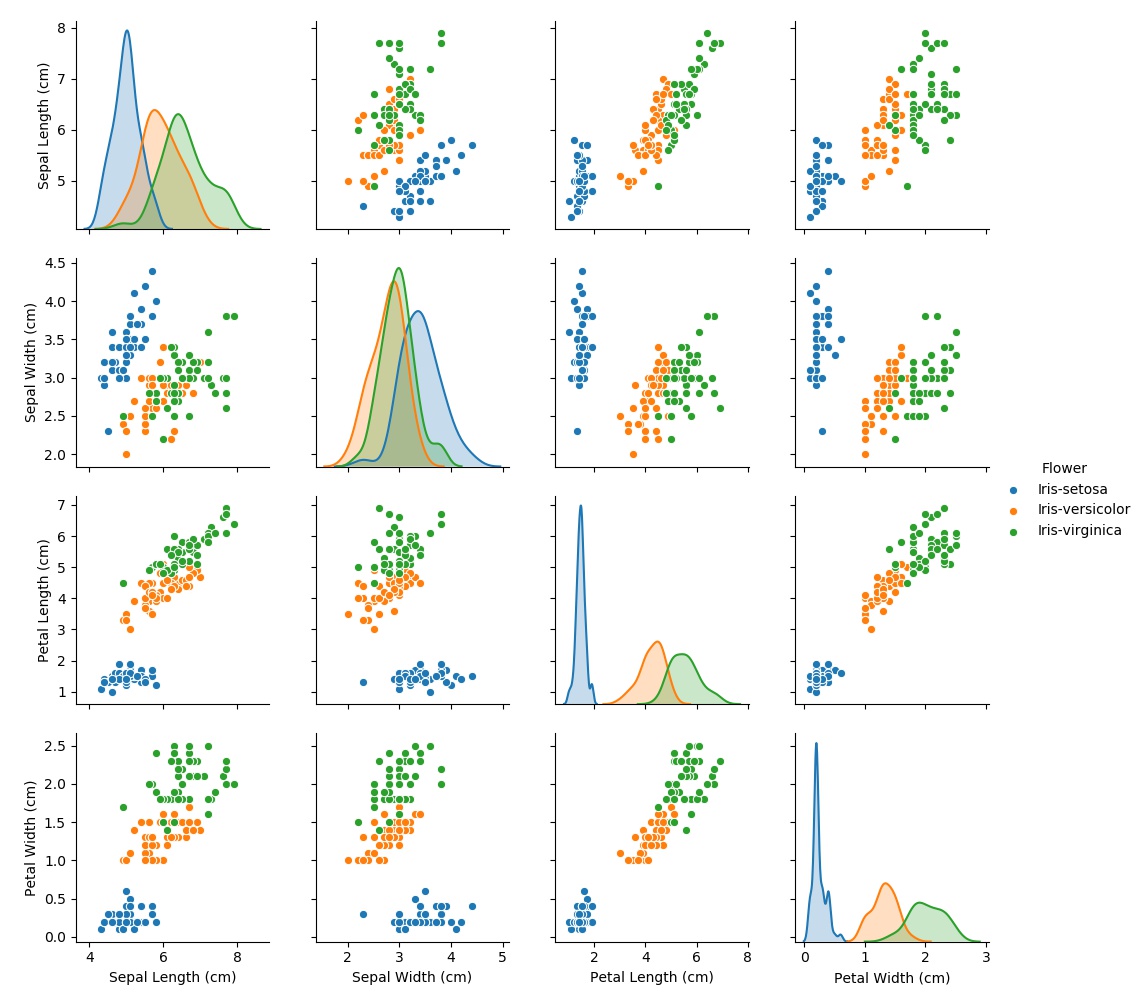 8
7
6
5
Sepal Length (cm)
4.5
4.0
3.5
3.0
2.5
2.0
Sepal Width (cm)
Flower
Iris-setosa
Iris-versicolor
Iris-virginica
7
6
5
4
3
2
1
Petal Length (cm)
2.5
2.0
1.5
1.0
0.5
0.0
Petal Width (cm)
4 6 8
2 3 4 5
2 4 6 8
0 1 2 3
Sepal Length (cm)
Sepal Width (cm)
Petal Length (cm)
Petal Width (cm)